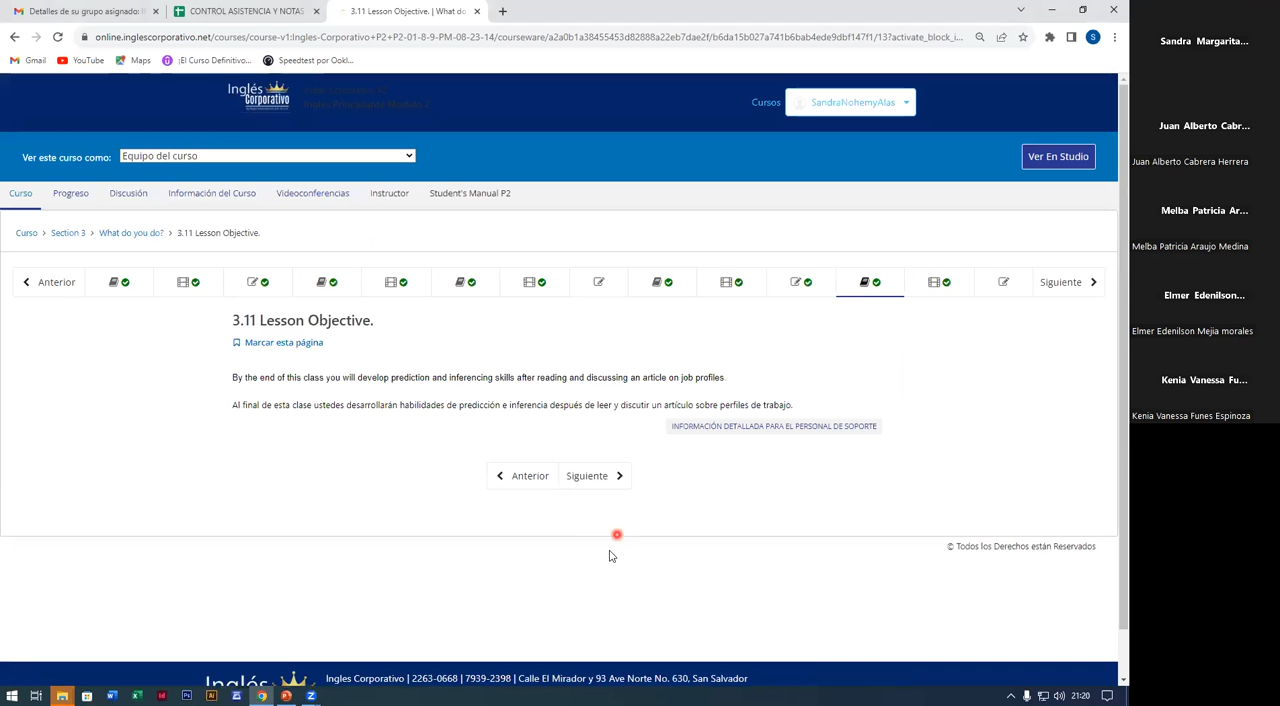 Detalles de su grupo asignado: I
CONTROL ASISTENCIA Y NOTAS
3.11 Lesson Objective. | What do
online.inglescorporativo.net/courses/course-v1:Ingles-Corporativo+P2+P2-01-8-9-PM-08-23-14/courseware/a2a0b1a38455453d82888a22eb7dae2f/b6da15b027a741b6bab4ede9dbf147f1/13?activate_block_i...
Gmail
YouTube
Maps
¡El Curso Definitivo...
Speedtest por Ookl...
Inglés
Corporativo
Ingles Principiante Modulo 2
Cursos
SandraNohemyAlas
Ver este curso como:
Equipo del curso
Ver En Studio
Curso
Progreso
Discusión
Información del Curso
Videoconferencias
Instructor
Student's Manual P2
Curso > Section 3 > What do you do? > 3.11 Lesson Objective.
Anterior
Siguiente
3.11 Lesson Objective.
Marcar esta página
By the end of this class you will develop prediction and inferencing skills after reading and discussing an article on job profiles.
Al final de esta clase ustedes desarrollarán habilidades de predicción e inferencia después de leer y discutir un artículo sobre perfiles de trabajo.
INFORMACIÓN DETALLADA PARA EL PERSONAL DE SOPORTE
Anterior
Siguiente
© Todos los Derechos están Reservados
Inglés
Ingles Corporativo | 2263-0668 | 7939-2398 | Calle El Mirador y 93 Ave Norte No. 630, San Salvador
21:20
Sandra Margarita...
Juan Alberto Cabr...
Juan Alberto Cabrera Herrera
Melba Patricia Ar...
Melba Patricia Araujo Medina
Elmer Edenilson...
Elmer Edenilson Mejia morales
Kenia Vanessa Fu...
Kenia Vanessa Funes Espinoza